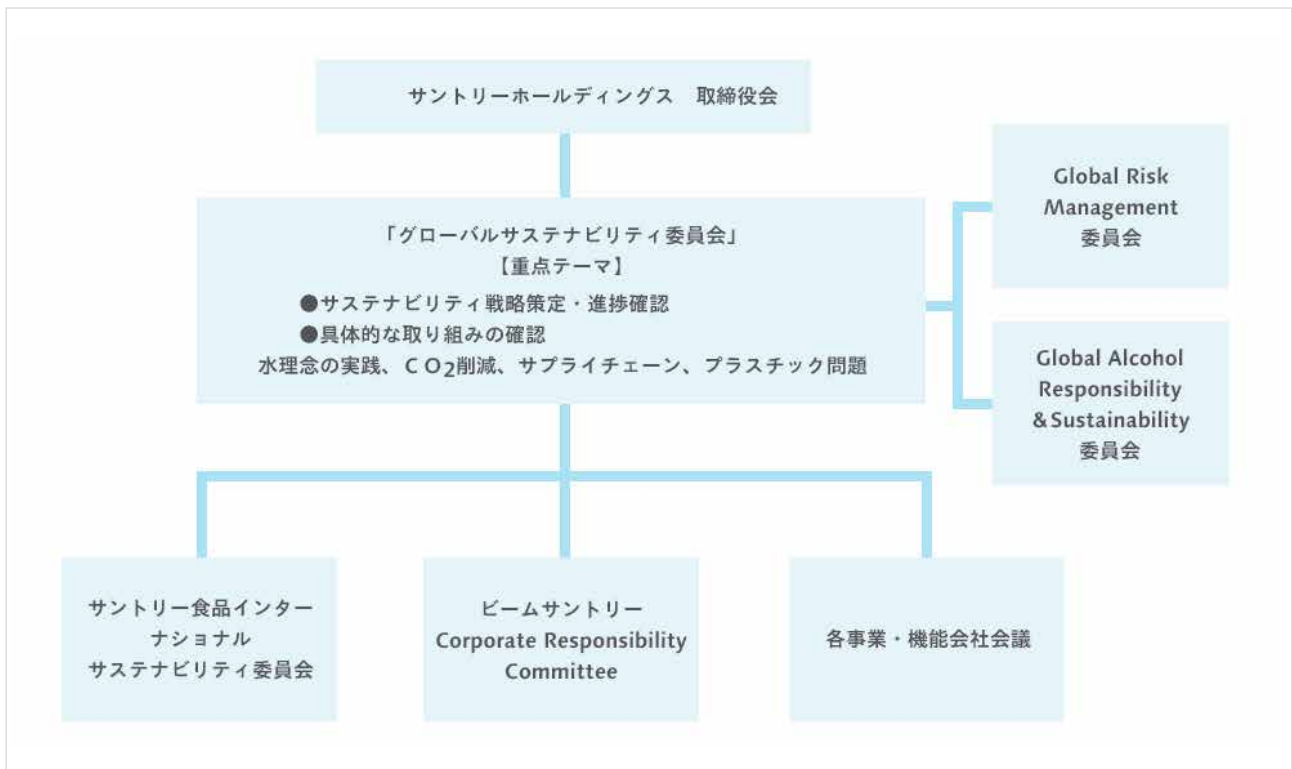 サントリーホールディングス　取締役会
Global Risk
Management
委員会
「グローバルサステナビリティ委員会」
【重点テーマ】
●サステナビリティ戦略策定・進捗確認
●具体的な取り組みの確認
水理念の実践、ＣＯ2削減、サプライチェーン、プラスチック問題
Global Alcohol
Responsibility
＆Sustainability
委員会
サントリー食品インター
ナショナル
サステナビリティ委員会
ビームサントリー
Corporate Responsibility
Committee
各事業・機能会社会議